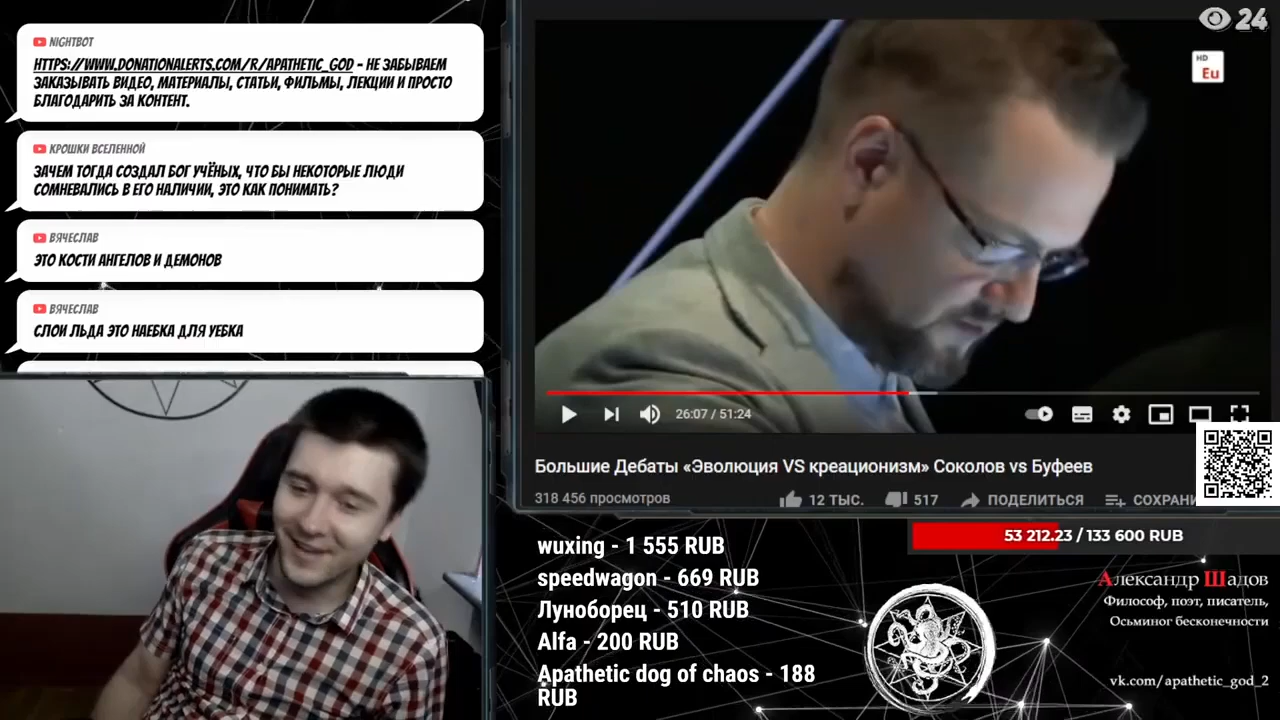 NIGHTBOT
HTTPS://WWW.DONATIONALERTS.COM/R/APATHETIC_GOD - НЕ ЗАБЫВАЕМ
ЗАКАЗЫВАТЬ ВИДЕО, МАТЕРИАЛЫ, СТАТЬИ, ФИЛЬМЫ, ЛЕКЦИИ И ПРОСТО
БЛАГОДАРИТЬ ЗА КОНТЕНТ.
КРОШКИ ВСЕЛЕННОЙ
ЗАЧЕМ ТОГДА СОЗДАЛ БОГ УЧЁНЫХ, ЧТО БЫ НЕКОТОРЫЕ ЛЮДИ
СОМНЕВАЛИСЬ В ЕГО НАЛИЧИИ, ЭТО КАК ПОНИМАТЬ?
ВЯЧЕСЛАВ
ЭТО КОСТИ АНГЕЛОВ И ДЕМОНОВ
ВЯЧЕСЛАВ
СЛОИ ЛЬДА ЭТО НАЕБКА ДЛЯ УЕБКА
24
HD
Eu
26:07 / 51:24
Большие Дебаты «Эволюция VS креационизм» Соколов vs Буфеев
318 456 просмотров
12 ТЫС.
517
ПОДЕЛИТЬСЯ
СОХРАНИ
53 212.23 / 133 600 RUB
wuxing - 1 555 RUB
speedwagon - 669 RUB
Луноборец - 510 RUB
Alfa - 200 RUB
Apathetic dog of chaos - 188
RUB
Александр Шадов
Философ, поэт, писатель,
Осьминог бесконечности
vk.com/apathetic_god_2